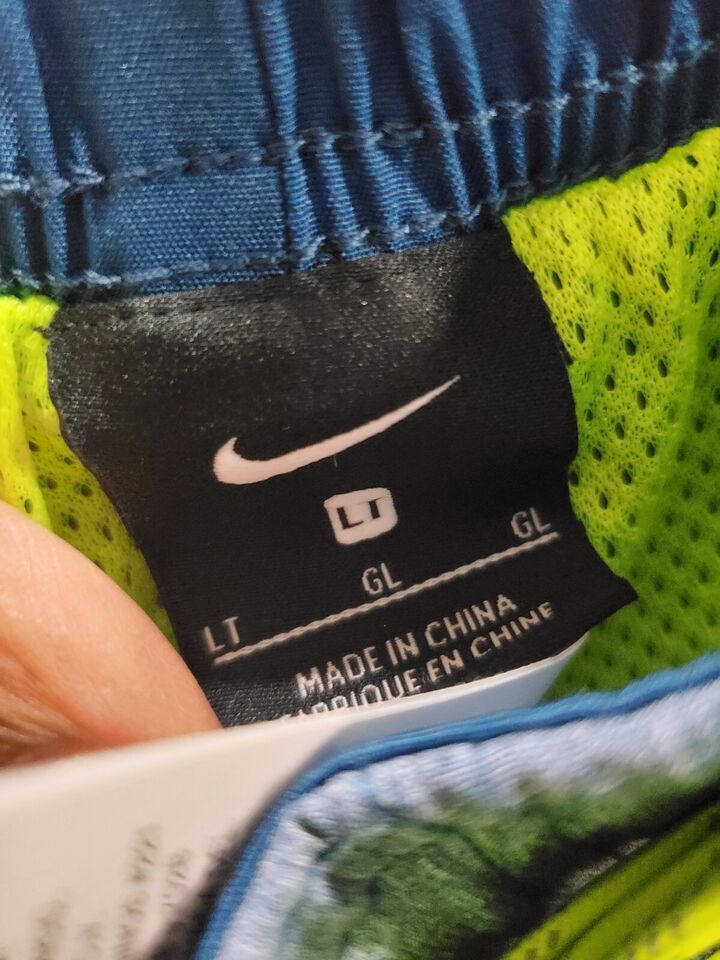 LT
LT GL GL
MADE IN CHINA
FABRIQUE EN CHINE